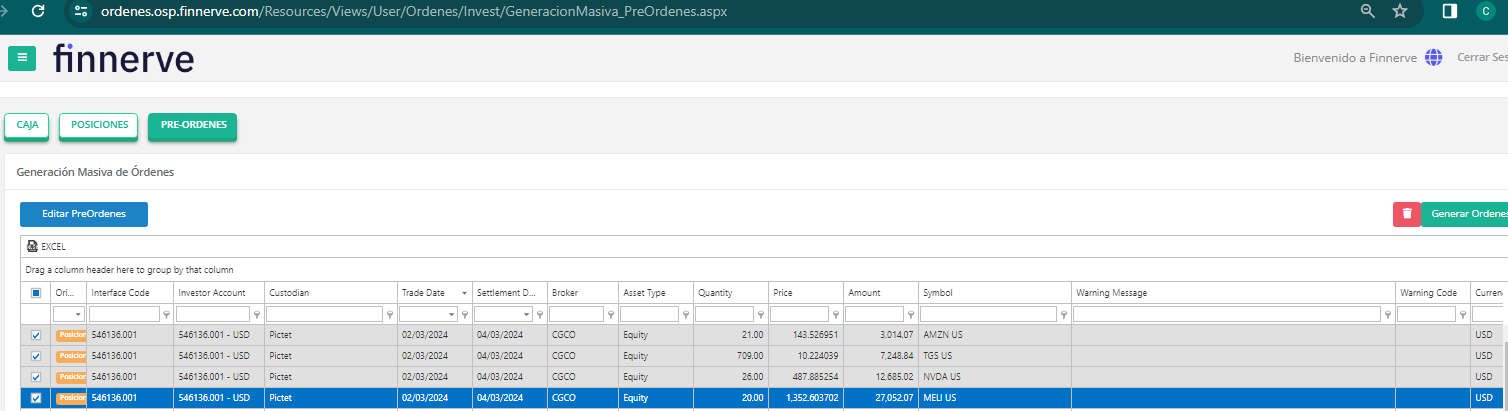 ordenes.osp.finnerve.com/Resources/Views/User/Ordenes/Invest/GeneracionMasiva_PreOrdenes.aspx C
finnerve Bienvenido a Finnerve Cerrar Ses
CAJA POSICIONES PRE-ORDENES
Generación Masiva de Órdenes
Editar PreOrdenes Generar Ordenes
EXCEL
Drag a column header here to group by that column
Ori... Interface Code Investor Account Custodian Trade Date Settlement D... Broker Asset Type Quantity Price Amount Symbol Warning Message Warning Code Curren
Posicion 546136.001 546136.001 - USD Pictet 02/03/2024 04/03/2024 CGCO Equity 21.00 143.526951 3,014.07 AMZN US USD
Posicion 546136.001 546136.001 - USD Pictet 02/03/2024 04/03/2024 CGCO Equity 709.00 10.224039 7,248.84 TGS US USD
Posicion 546136.001 546136.001 - USD Pictet 02/03/2024 04/03/2024 CGCO Equity 26.00 487.885254 12,685.02 NVDA US USD
Posicion 546136.001 546136.001 - USD Pictet 02/03/2024 04/03/2024 CGCO Equity 20.00 1,352.603702 27,052.07 MELI US USD